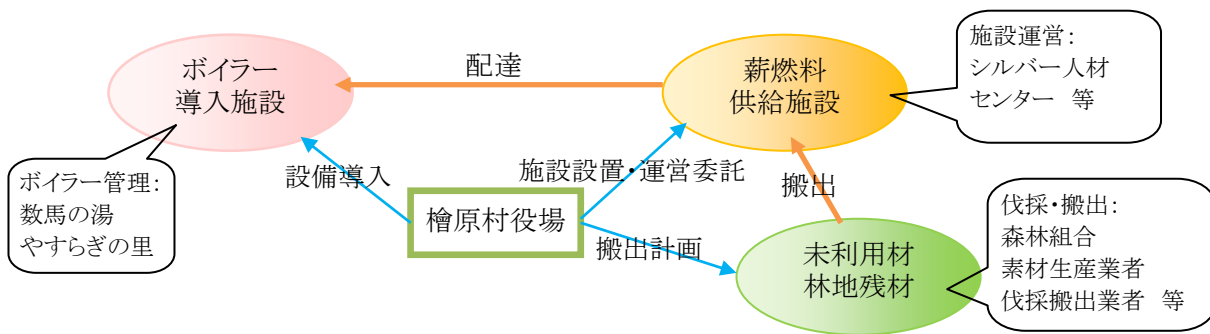 ボイラー
導入施設
配達
薪燃料
供給施設
施設運営:
シルバー人材
センター 等
ボイラー管理:
数馬の湯
やすらぎの里
設備導入
施設設置・運営委託
搬出
檜原村役場
搬出計画
未利用材
林地残材
伐採・搬出:
森林組合
素材生産業者
伐採搬出業者 等